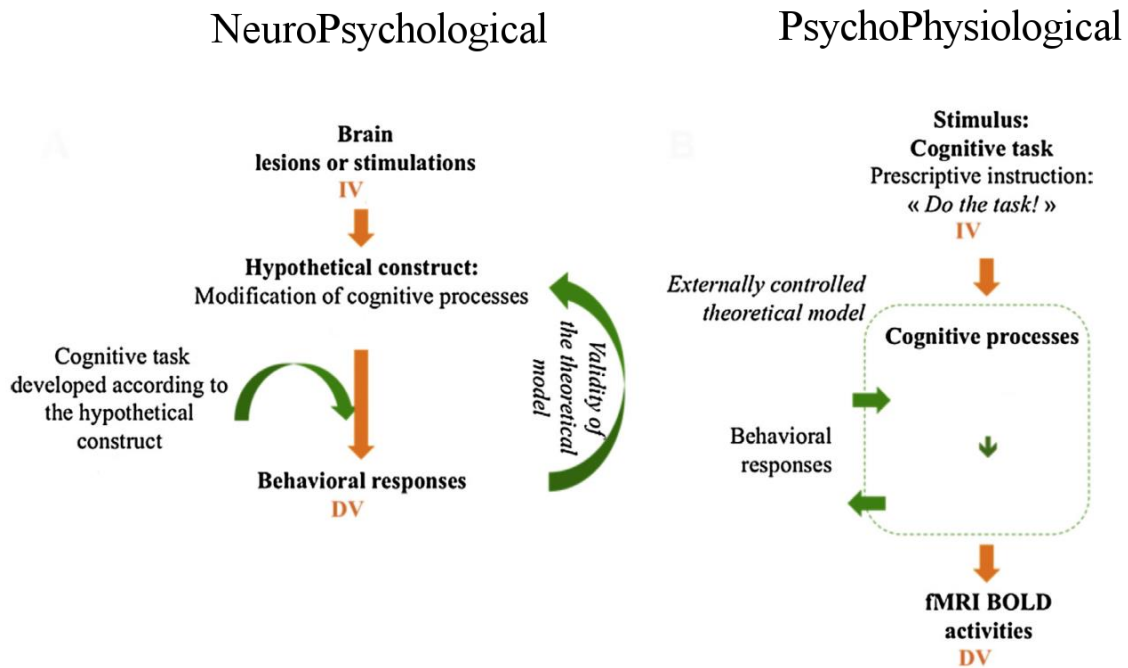 NeuroPsychological
A
Brain
lesions or stimulations
IV
Hypothetical construct:
Modification of cognitive processes
Cognitive task
developed according to
the hypothetical
construct
Validity of
the theoretical
model
Behavioral responses
DV
PsychoPhysiological
B
Stimulus:
Cognitive task
Prescriptive instruction:
« Do the task! »
IV
Externally controlled
theoretical model
Cognitive processes
Behavioral
responses
fMRI BOLD
activities
DV